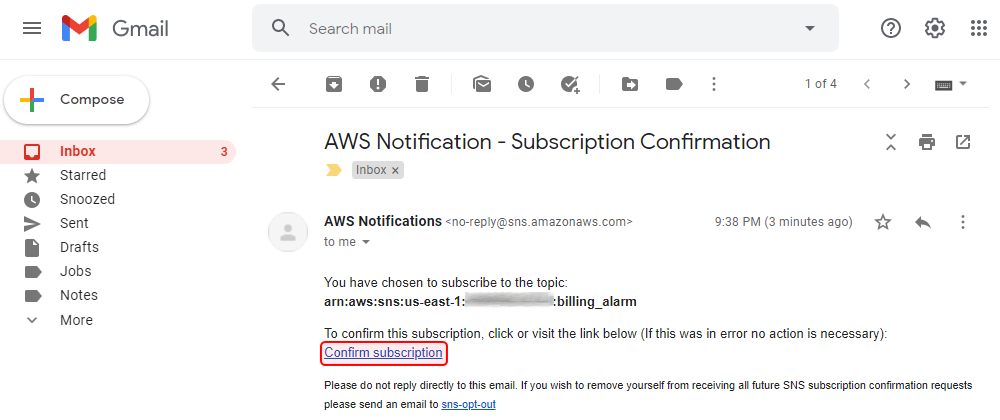 Gmail
Search mail
Compose
1 of 4
Inbox 3
Starred
Snoozed
Sent
Drafts
Jobs
Notes
More
AWS Notification - Subscription Confirmation
Inbox ×
AWS Notifications <no-reply@sns.amazonaws.com>
9:38 PM (3 minutes ago)
to me
You have chosen to subscribe to the topic:
arn:aws:sns:us-east-1: :billing_alarm
To confirm this subscription, click or visit the link below (If this was in error no action is necessary):
Confirm subscription
Please do not reply directly to this email. If you wish to remove yourself from receiving all future SNS subscription confirmation requests
please send an email to sns-opt-out